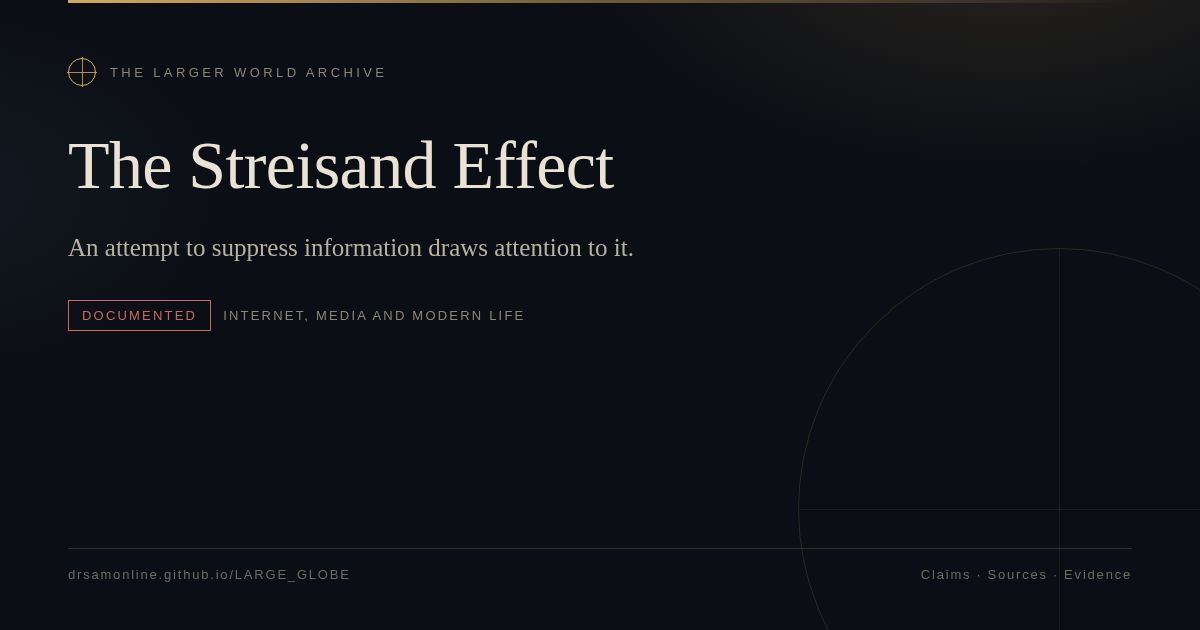 THE LARGER WORLD ARCHIVE
The Streisand Effect
An attempt to suppress information draws attention to it.
DOCUMENTED INTERNET, MEDIA AND MODERN LIFE
drsamonline.github.io/LARGE_GLOBE
Claims · Sources · Evidence